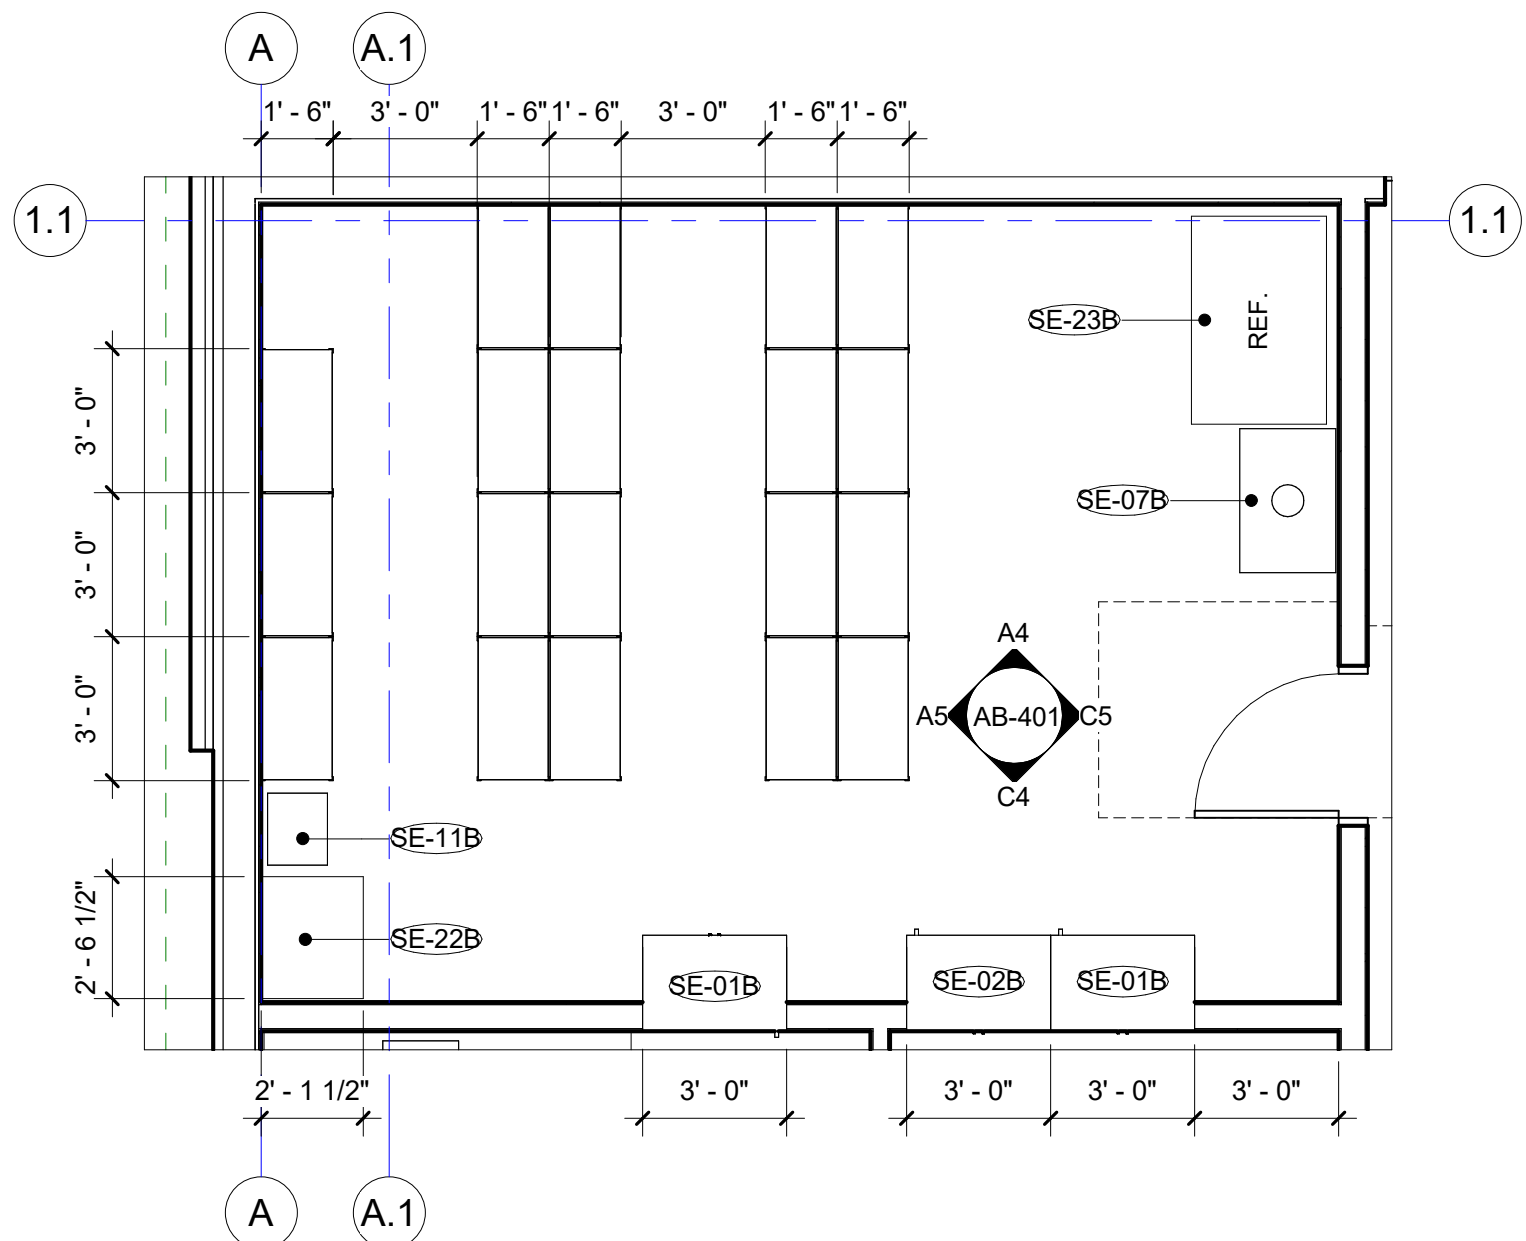 A
A.1
1' - 6"
3' - 0"
1' - 6"
1' - 6"
3' - 0"
1' - 6"
1' - 6"
1.1
1.1
SE-23B
REF.
3' - 0"
SE-07B
3' - 0"
A4
3' - 0"
A5
AB-401
C5
C4
SE-11B
2' - 6 1/2"
SE-22B
SE-01B
SE-02B
SE-01B
2' - 1 1/2"
3' - 0"
3' - 0"
3' - 0"
3' - 0"
A
A.1